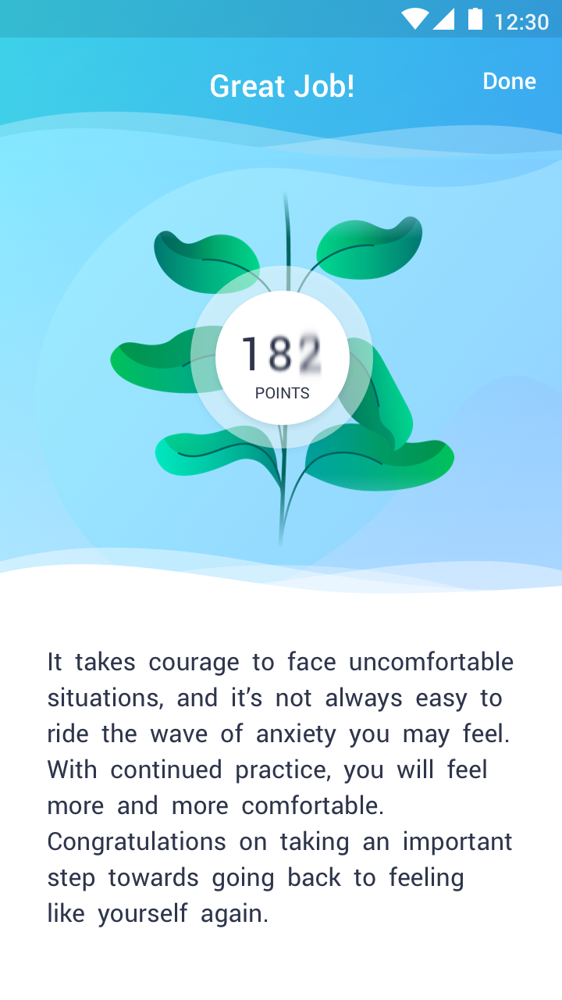 12:30
Great Job!
Done
182
POINTS
It takes courage to face uncomfortable
situations, and it’s not always easy to
ride the wave of anxiety you may feel.
With continued practice, you will feel
more and more comfortable.
Congratulations on taking an important
step towards going back to feeling
like yourself again.